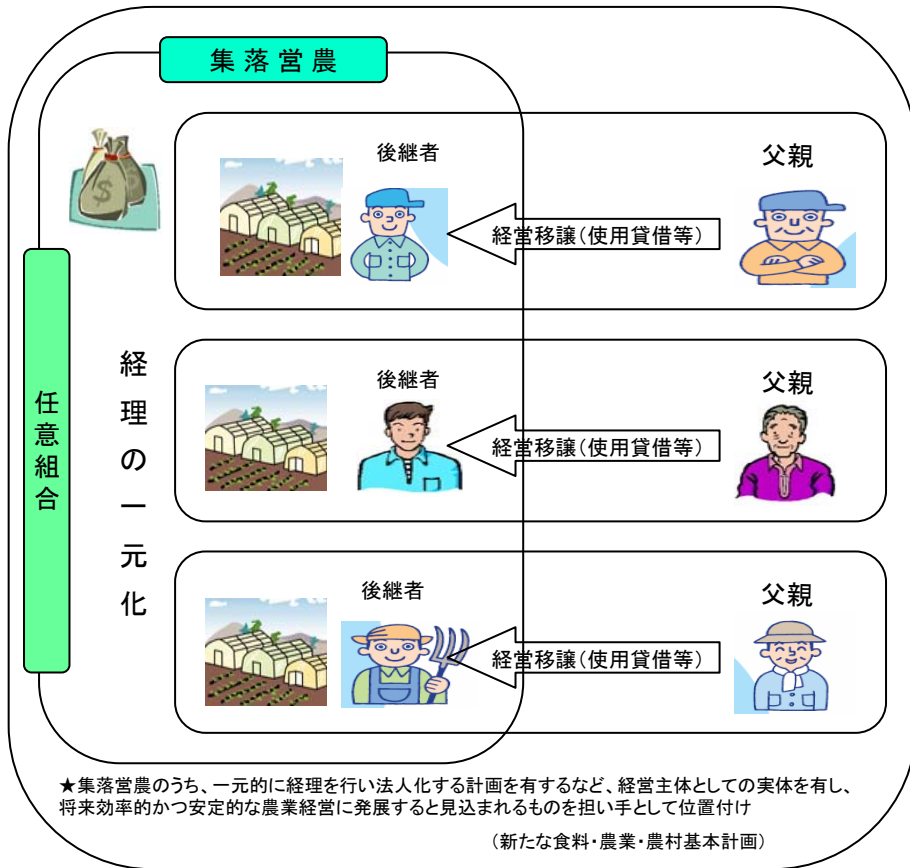 集落営農
任意組合
経理の一元化
後継者
父親
経営移譲(使用貸借等)
後継者
父親
経営移譲(使用貸借等)
後継者
父親
経営移譲(使用貸借等)
★集落営農のうち、一元的に経理を行い法人化する計画を有するなど、経営主体としての実体を有し、
将来効率的かつ安定的な農業経営に発展すると見込まれるものを担い手として位置付け
(新たな食料・農業・農村基本計画)